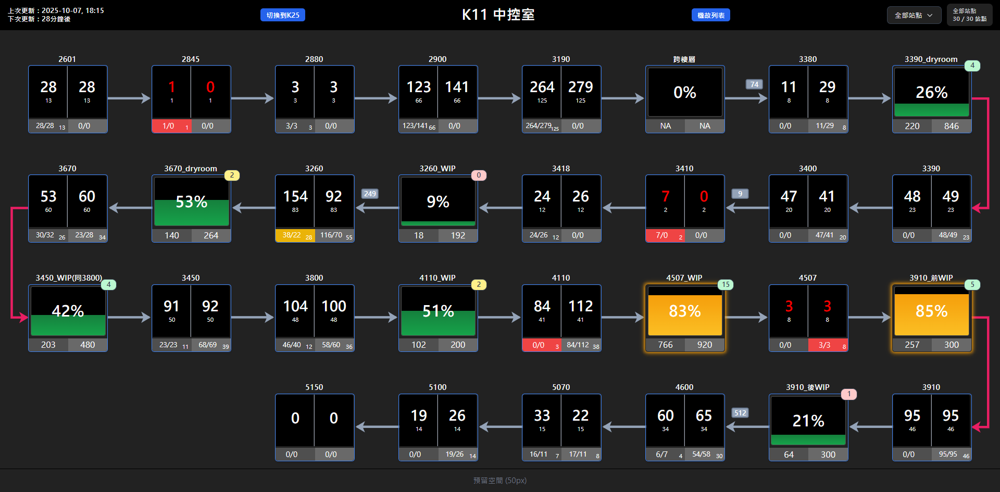 上次更新：2025-10-07, 18:15
下次更新：28分鐘後
切換到K25
K11 中控室
機故列表
全部站點
全部站點
30 / 30 站點
2601
28 28
13 13
28/28 13 0/0
2845
1 0
1 1
1/0 1 0/0
2880
3 3
3 3
3/3 3 0/0
2900
123 141
66 66
123/141 66 0/0
3190
264 279
125 125
264/279 125 0/0
跨樓層
0%
NA NA
74
3380
11 29
8 8
0/0 11/29 8
3390_dryroom
4
26%
220 846
3670
53 60
60 60
30/32 26 23/28 34
3670_dryroom
2
53%
140 264
3260
154 92
83 83
38/22 28 116/70 55
249
3260_WIP
0
9%
18 192
3418
24 26
12 12
24/26 12 0/0
3410
7 0
2 2
7/0 2 0/0
9
3400
47 41
20 20
0/0 47/41 20
3390
48 49
23 23
0/0 48/49 23
3450_WIP(同3800)
4
42%
203 480
3450
91 92
50 50
23/23 11 68/69 39
3800
104 100
48 48
46/40 12 58/60 36
4110_WIP
2
51%
102 200
4110
84 112
41 41
0/0 3 84/112 38
4507_WIP
15
83%
766 920
4507
3 3
8 8
0/0 3/3 8
3910_前WIP
5
85%
257 300
5150
0 0
0/0 0/0
5100
19 26
14 14
0/0 19/26 14
5070
33 22
15 15
16/11 7 17/11 8
4600
60 65
34 34
6/7 4 54/58 30
512
3910_後WIP
1
21%
64 300
3910
95 95
46 46
0/0 95/95 46
預留空間 (50px)